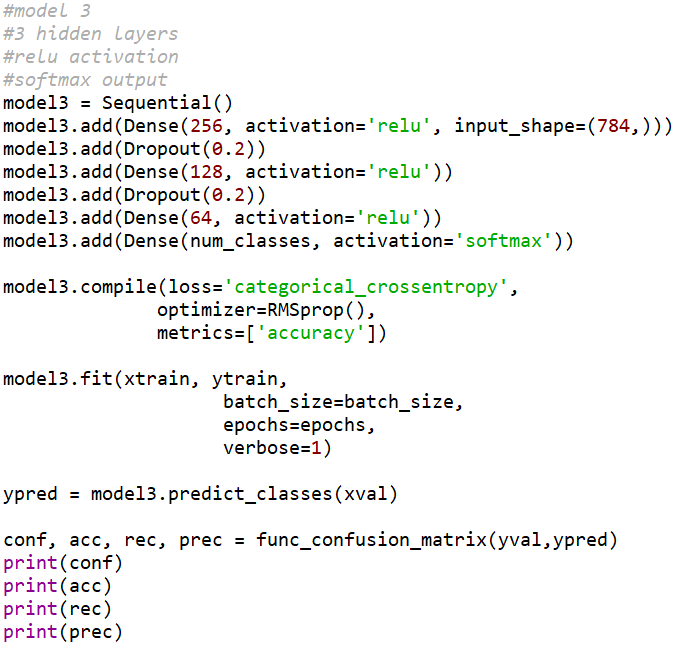 #model 3
#3 hidden layers
#relu activation
#softmax output
model3 = Sequential()
model3.add(Dense(256, activation='relu', input_shape=(784,)))
model3.add(Dropout(0.2))
model3.add(Dense(128, activation='relu'))
model3.add(Dropout(0.2))
model3.add(Dense(64, activation='relu'))
model3.add(Dense(num_classes, activation='softmax'))

model3.compile(loss='categorical_crossentropy',
              optimizer=RMSprop(),
              metrics=['accuracy'])

model3.fit(xtrain, ytrain,
                    batch_size=batch_size,
                    epochs=epochs,
                    verbose=1)

ypred = model3.predict_classes(xval)

conf, acc, rec, prec = func_confusion_matrix(yval,ypred)
print(conf)
print(acc)
print(rec)
print(prec)